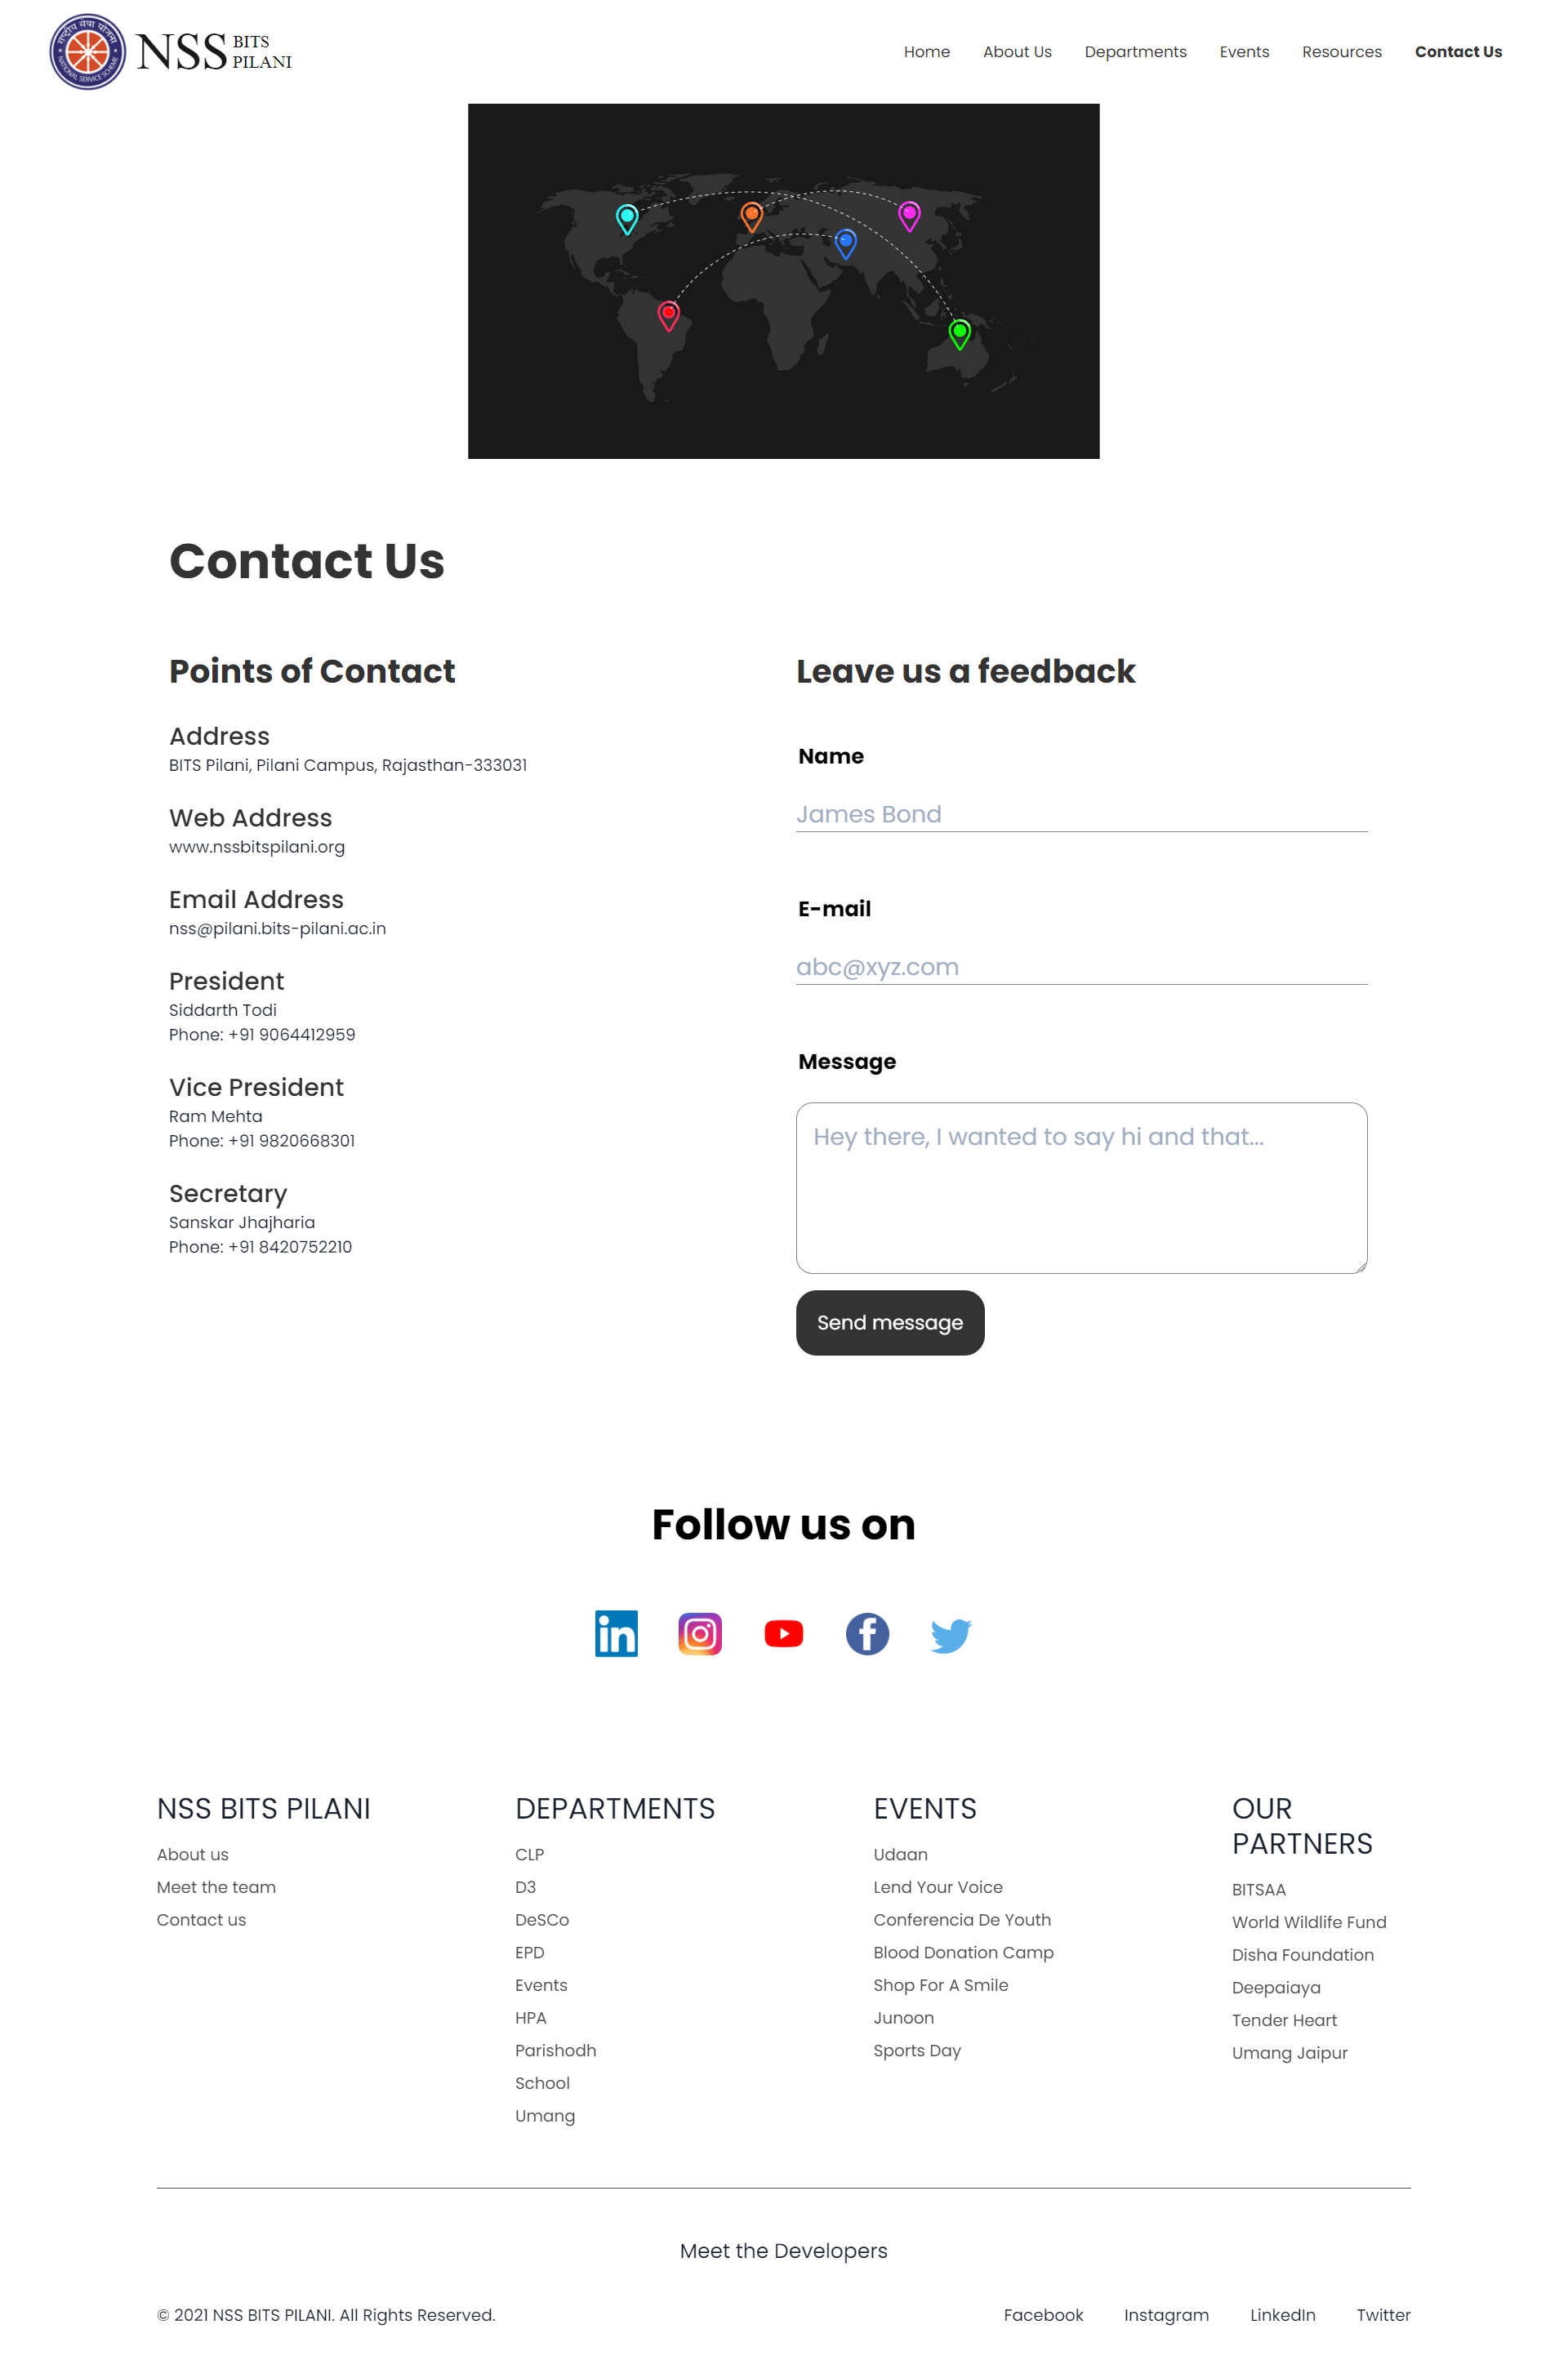 राष्ट्रीय सेवा योजना
NATIONAL SERVICE SCHEME
NSS BITS PILANI
Home About Us Departments Events Resources Contact Us
Contact Us
Points of Contact
Address
BITS Pilani, Pilani Campus, Rajasthan-333031
Web Address
www.nssbitspilani.org
Email Address
nss@pilani.bits-pilani.ac.in
President
Siddarth Todi
Phone: +91 9064412959
Vice President
Ram Mehta
Phone: +91 9820668301
Secretary
Sanskar Jhajharia
Phone: +91 8420752210
Leave us a feedback
Name
James Bond
E-mail
abc@xyz.com
Message
Hey there, I wanted to say hi and that...
Send message
Follow us on
NSS BITS PILANI
About us
Meet the team
Contact us
DEPARTMENTS
CLP
D3
DeSCo
EPD
Events
HPA
Parishodh
School
Umang
EVENTS
Udaan
Lend Your Voice
Conferencia De Youth
Blood Donation Camp
Shop For A Smile
Junoon
Sports Day
OUR
PARTNERS
BITSAA
World Wildlife Fund
Disha Foundation
Deepaiaya
Tender Heart
Umang Jaipur
Meet the Developers
© 2021 NSS BITS PILANI. All Rights Reserved.
Facebook Instagram LinkedIn Twitter